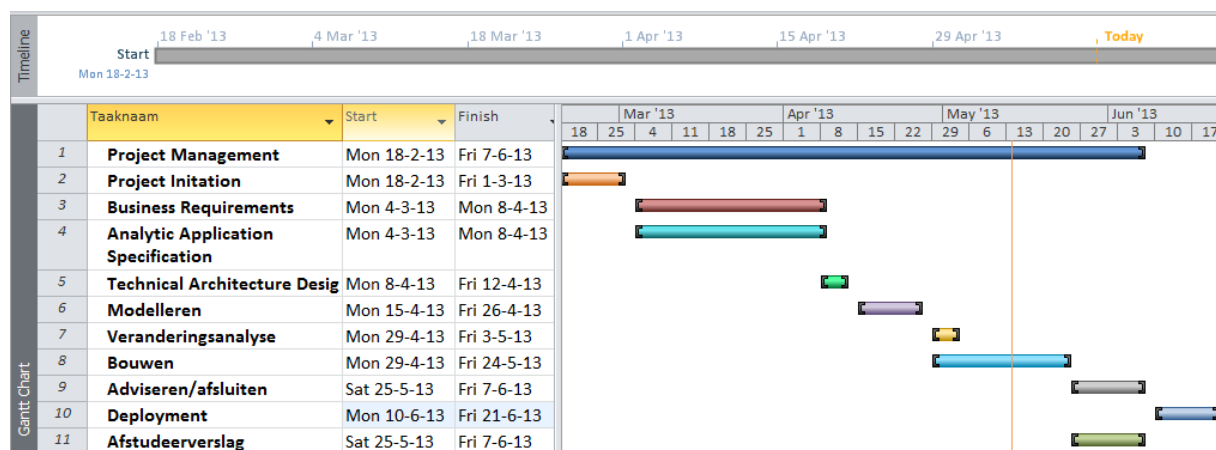 Timeline
18 Feb '13 4 Mar '13 18 Mar '13 1 Apr '13 15 Apr '13 29 Apr '13 Today
Start
Mon 18-2-13
Gantt Chart
Taaknaam Start Finish
Mar '13 Apr '13 May '13 Jun '13
18 25 4 11 18 25 1 8 15 22 29 6 13 20 27 3 10 17
1 Project Management Mon 18-2-13 Fri 7-6-13
2 Project Initation Mon 18-2-13 Fri 1-3-13
3 Business Requirements Mon 4-3-13 Mon 8-4-13
4 Analytic Application Mon 4-3-13 Mon 8-4-13
Specification
5 Technical Architecture Desig Mon 8-4-13 Fri 12-4-13
6 Modelleren Mon 15-4-13 Fri 26-4-13
7 Veranderingsanalyse Mon 29-4-13 Fri 3-5-13
8 Bouwen Mon 29-4-13 Fri 24-5-13
9 Adviseren/afsluiten Sat 25-5-13 Fri 7-6-13
10 Deployment Mon 10-6-13 Fri 21-6-13
11 Afstudeerverslag Sat 25-5-13 Fri 7-6-13